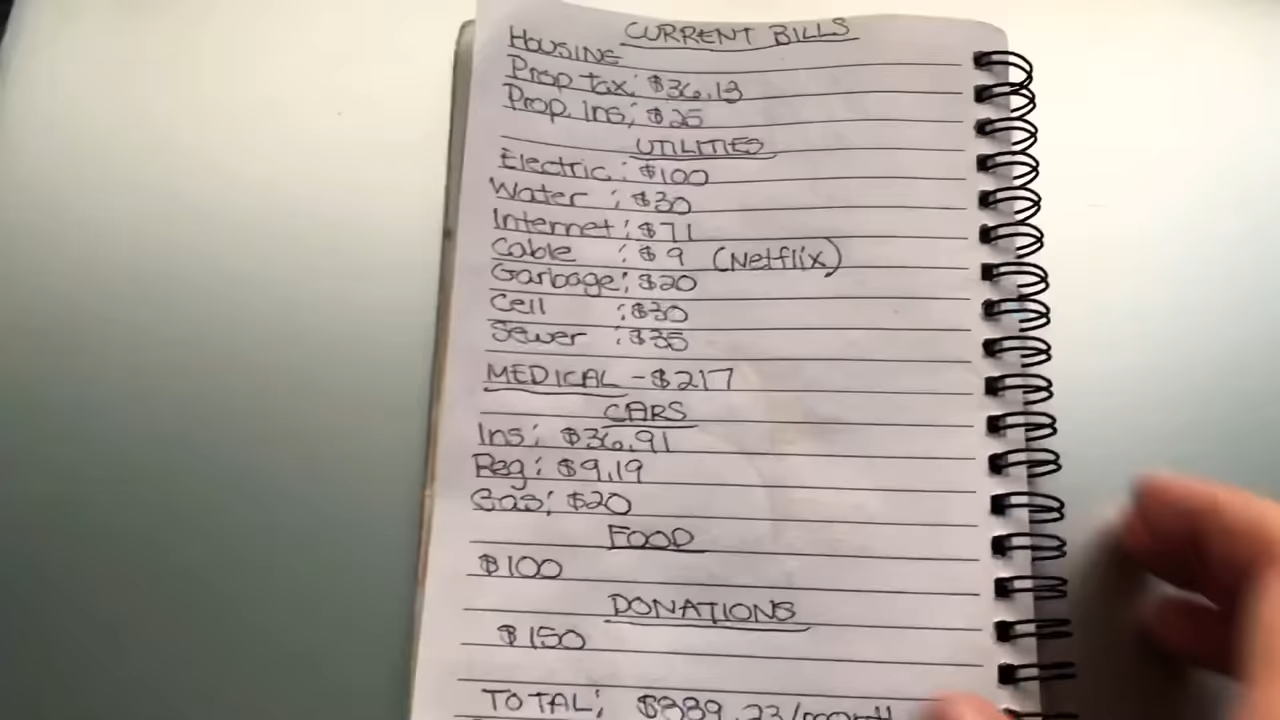 CURRENT BILLS
HOUSING
Prop tax: $36.13
Prop. Ins: $25
UTILITIES
Electric: $100
Water : $30
Internet: $71
Cable : $9 (Netflix)
Garbage: $20
Cell : $30
Sewer : $35
MEDICAL - $217
CARS
Ins: $36.91
Reg: $9.19
Gas: $20
FOOD
$100
DONATIONS
$150
TOTAL: $889.23/month